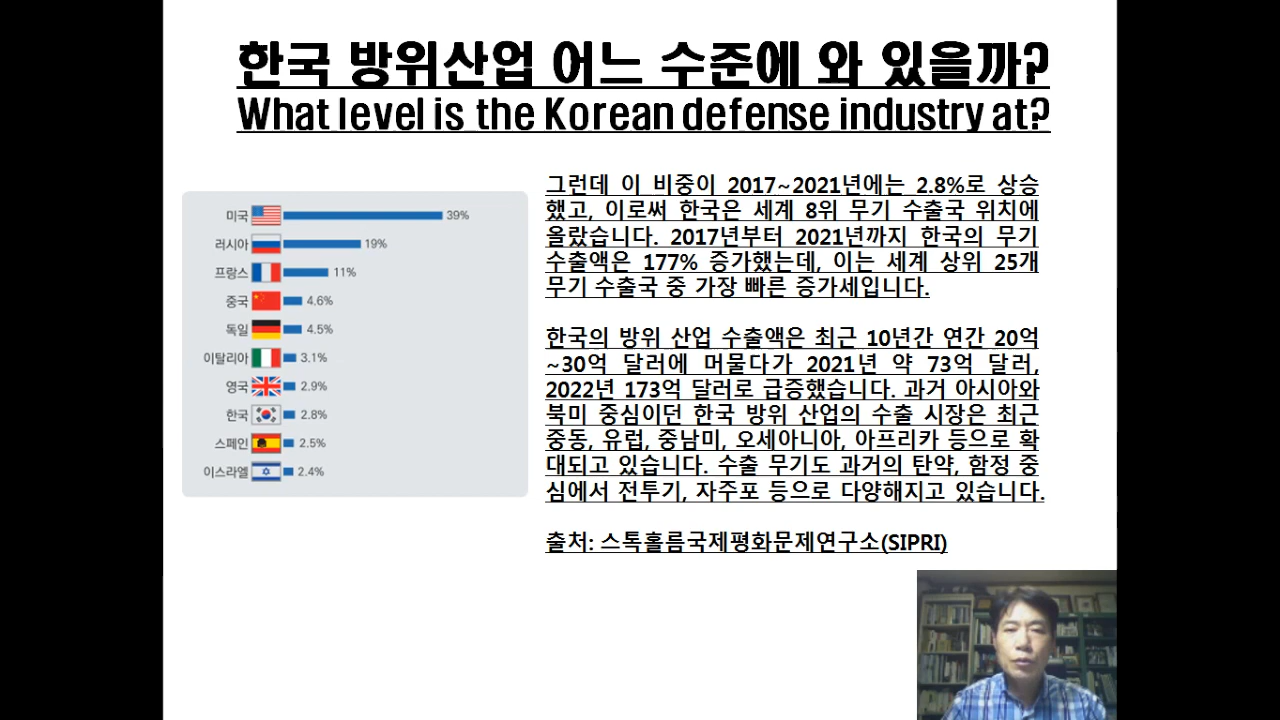 한국 방위산업 어느 수준에 와 있을까?
What level is the Korean defense industry at?
미국 39%
러시아 19%
프랑스 11%
중국 4.6%
독일 4.5%
이탈리아 3.1%
영국 2.9%
한국 2.8%
스페인 2.5%
이스라엘 2.4%
그런데 이 비중이 2017~2021년에는 2.8%로 상승
했고, 이로써 한국은 세계 8위 무기 수출국 위치에
올랐습니다. 2017년부터 2021년까지 한국의 무기
수출액은 177% 증가했는데, 이는 세계 상위 25개
무기 수출국 중 가장 빠른 증가세입니다.
한국의 방위 산업 수출액은 최근 10년간 연간 20억
~30억 달러에 머물다가 2021년 약 73억 달러,
2022년 173억 달러로 급증했습니다. 과거 아시아와
북미 중심이던 한국 방위 산업의 수출 시장은 최근
중동, 유럽, 중남미, 오세아니아, 아프리카 등으로 확
대되고 있습니다. 수출 무기도 과거의 탄약, 함정 중
심에서 전투기, 자주포 등으로 다양해지고 있습니다.
출처: 스톡홀름국제평화문제연구소(SIPRI)